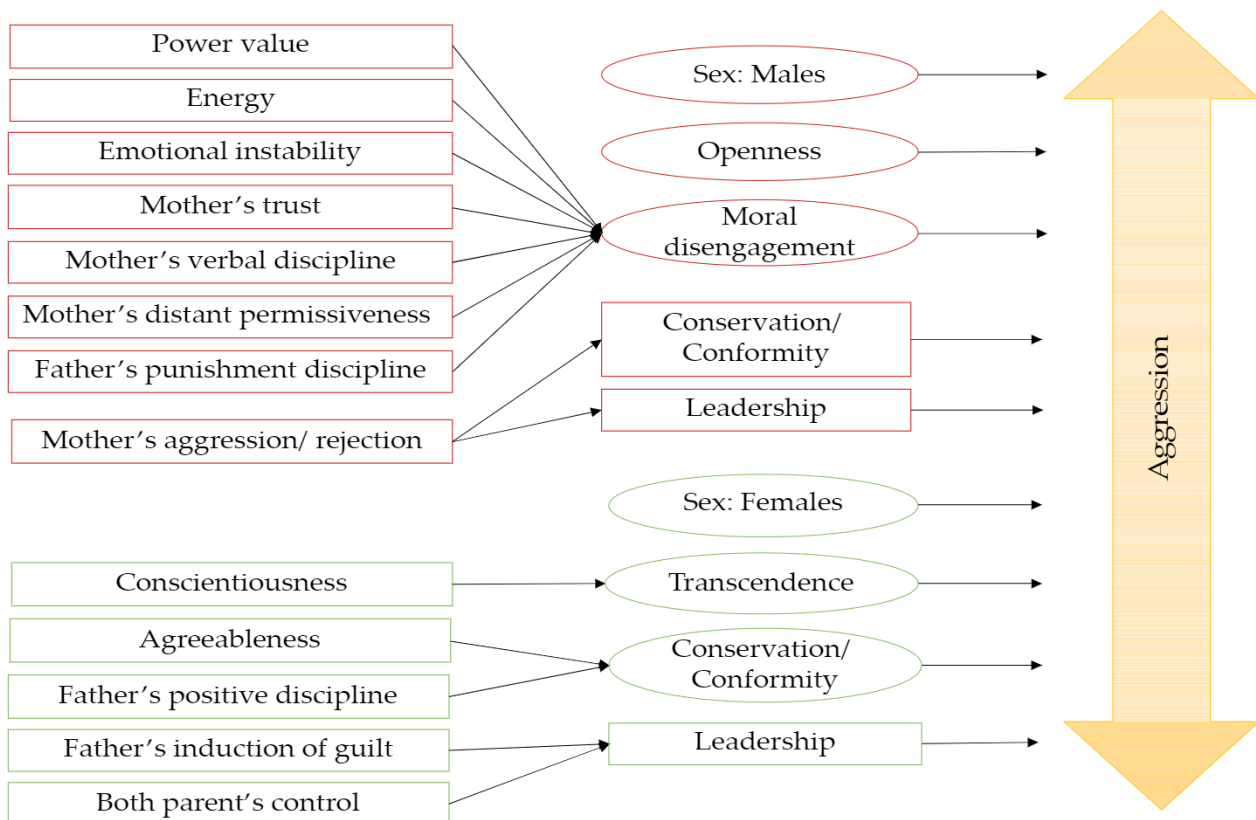 Power value
Energy
Emotional instability
Mother's trust
Mother's verbal discipline
Mother's distant permissiveness
Father's punishment discipline
Mother's aggression/ rejection
Conscientiousness
Agreeableness
Father's positive discipline
Father's induction of guilt
Both parent's control
Sex: Males
Openness
Moral
disengagement
Conservation/
Conformity
Leadership
Sex: Females
Transcendence
Conservation/
Conformity
Leadership
Aggression